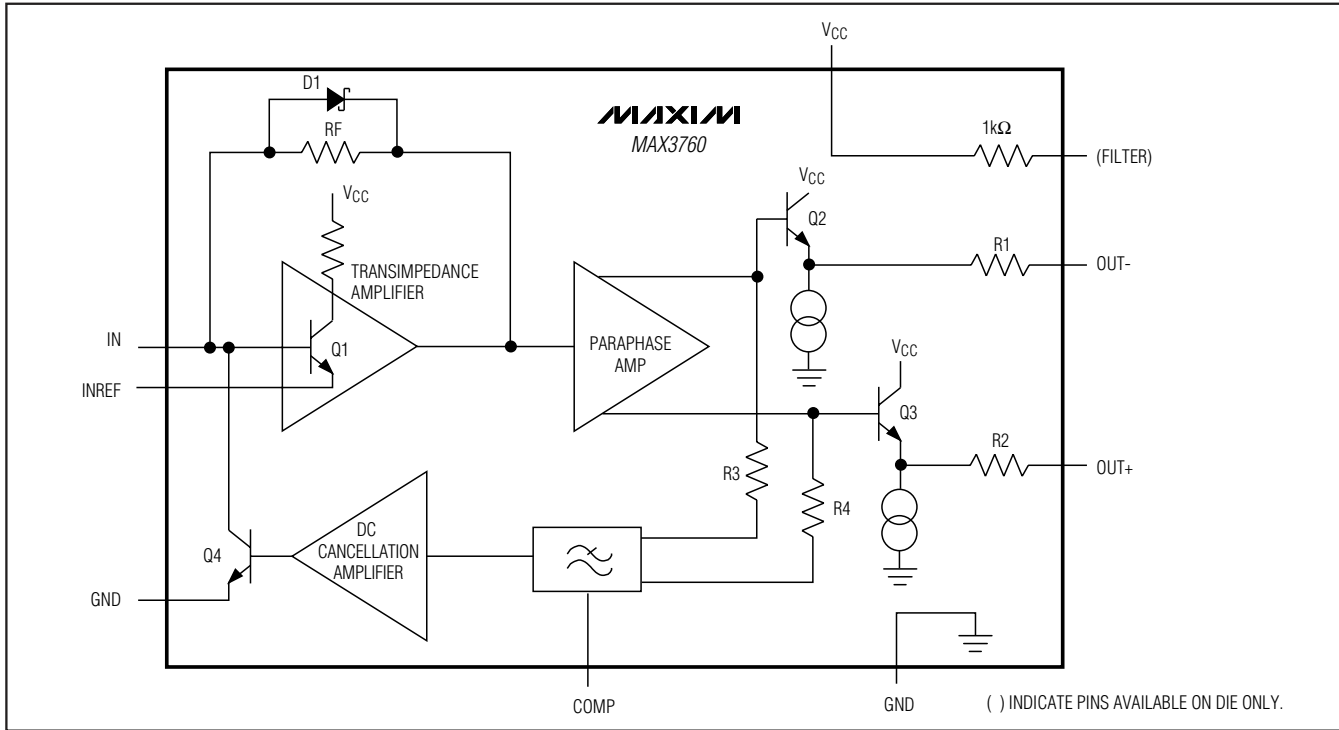 VCC
D1
MAXIM
MAX3760
RF
1kΩ
(FILTER)
VCC
VCC
Q2
TRANSIMPEDANCE
AMPLIFIER
R1
OUT-
IN
Q1
PARAPHASE
AMP
VCC
INREF
Q3
R2
OUT+
R3
R4
DC
CANCELLATION
AMPLIFIER
Q4
GND
COMP
GND
( ) INDICATE PINS AVAILABLE ON DIE ONLY.